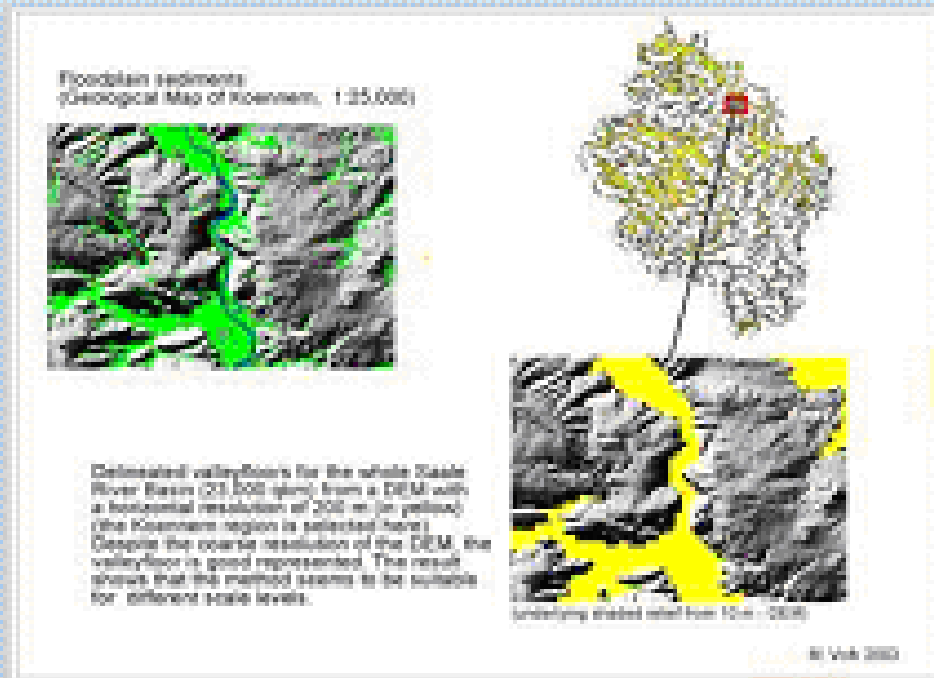 Floodplain sediments
(Geological Map of Koennern, 1:25,000)
Delineated valleyfloors for the whole Saale
River Basin (23,000 qkm) from a DEM with
a horizontal resolution of 200 m (in yellow)
(the Koennern region is selected here).
Despite the coarse resolution of the DEM, the
valleyfloor is good represented. The result
shows that the method seems to be suitable
for different scale levels.
(underlying shaded relief from 10 m - DEM)
M. Volk 2002